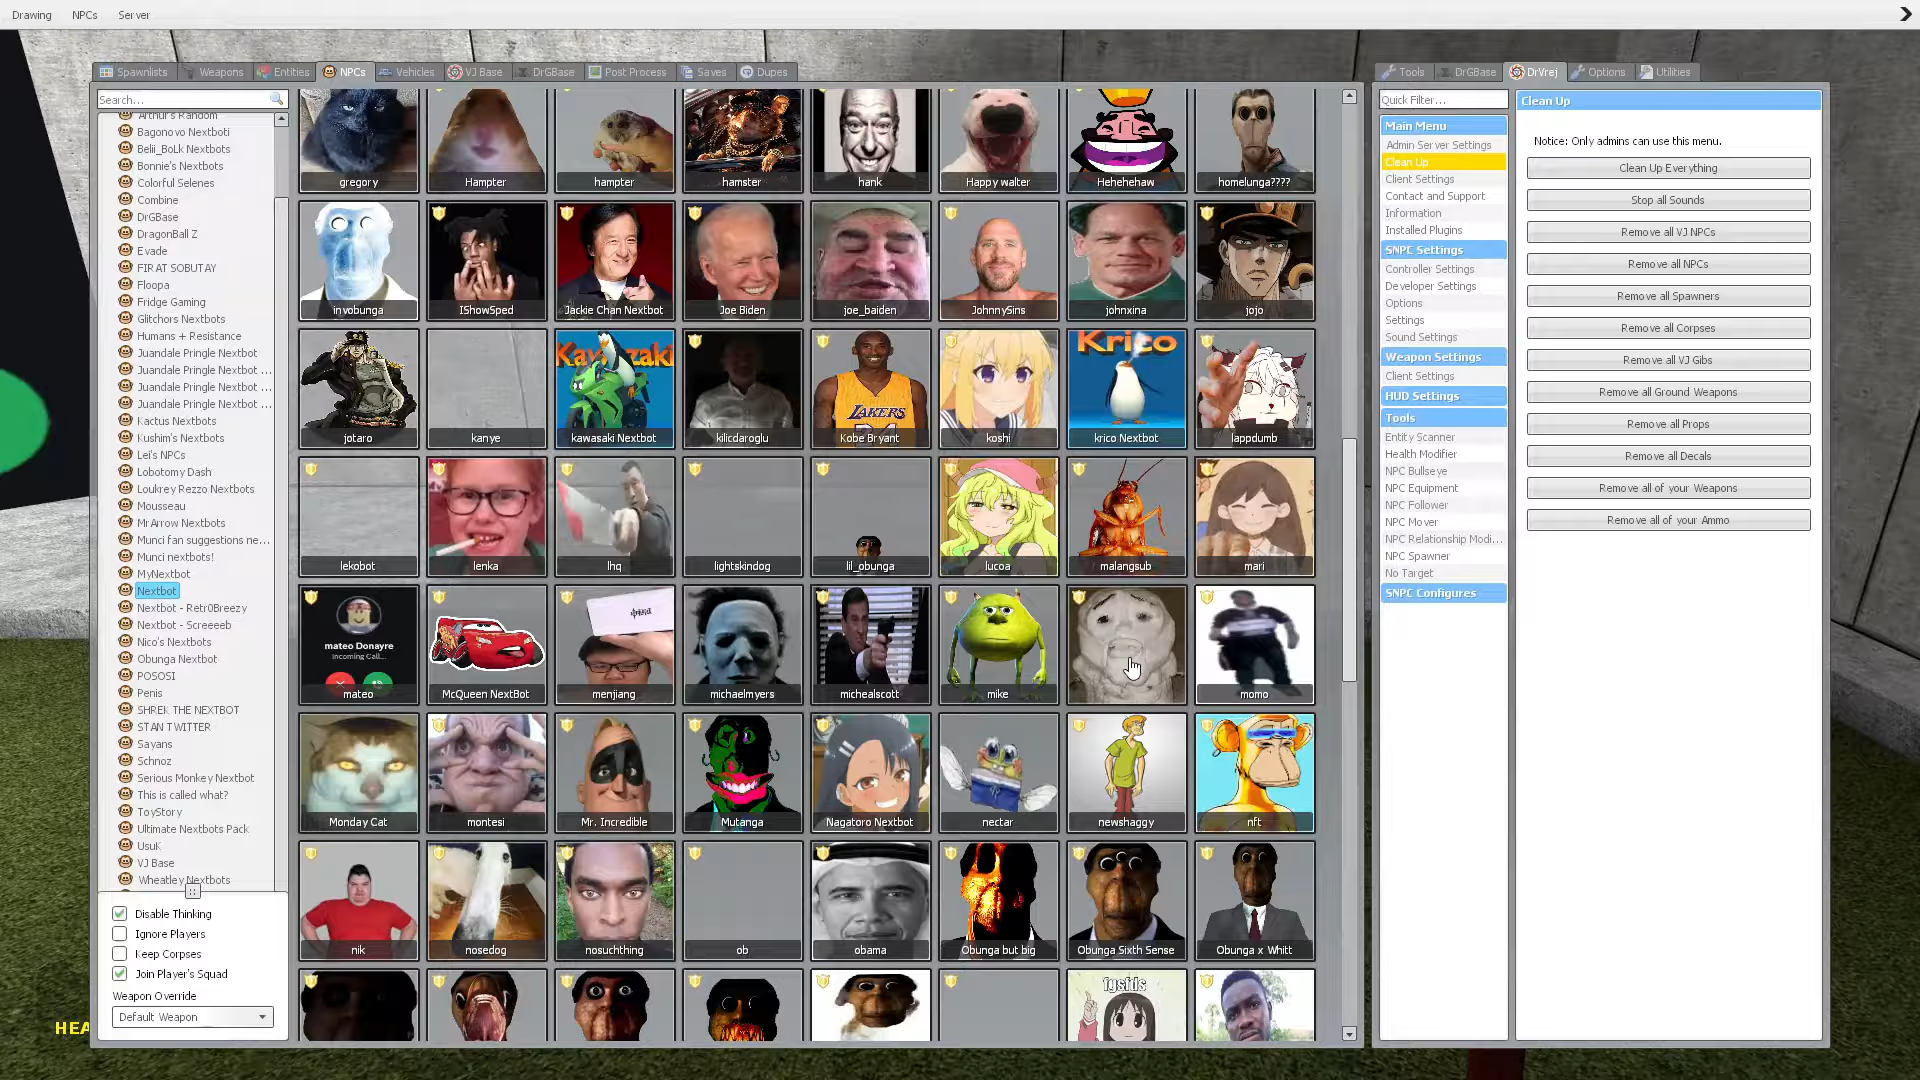 Drawing NPCs Server
Spawnlists Weapons Entities NPCs Vehicles VJ Base DrGBase Post Process Saves Dupes
Search...
Arthur's Random
Bagonovo Nextboti
Belii_BoLk Nextbots
Bonnie's Nextbots
Colorful Selenes
Combine
DrGBase
DragonBall Z
Evade
FIRAT SOBUTAY
Floopa
Fridge Gaming
Glitchors Nextbots
Humans + Resistance
Juandale Pringle Nextbot
Juandale Pringle Nextbot ...
Juandale Pringle Nextbot ...
Juandale Pringle Nextbot ...
Kactus Nextbots
Kushim's Nextbots
Lei's NPCs
Lobotomy Dash
Loukrey Rezzo Nextbots
Mousseau
MrArrow Nextbots
Munci fan suggestions ne...
Munci nextbots!
MyNextbot
Nextbot
Nextbot - Retr0Breezy
Nextbot - Screeeeb
Nico's Nextbots
Obunga Nextbot
POSOSI
Penis
SHREK THE NEXTBOT
STAN TWITTER
Sayans
Schnoz
Serious Monkey Nextbot
This is called what?
ToyStory
Ultimate Nextbots Pack
UsuK
VJ Base
Wheatley Nextbots
Disable Thinking
Ignore Players
Keep Corpses
Join Player's Squad
Weapon Override
Default Weapon
HEA
gregory Hampter hampter hamster hank Happy walter Hehehehaw homelunga????
invobunga IShowSped Jackie Chan Nextbot Joe Biden joe_baiden JohnnySins johnxina jojo
Kawazaki
LAKERS
Krico
jotaro kanye kawasaki Nextbot kilicdaroglu Kobe Bryant koshi krico Nextbot lappdumb
lekobot lenka lhq lightskindog lil_obunga lucoa malangsub mari
mateo Donayre
Incoming Call...
mateo McQueen NextBot menjiang michaelmyers michealscott mike momo
Monday Cat montesi Mr. Incredible Mutanga Nagatoro Nextbot nectar newshaggy nft
nik nosedog nosuchthing ob obama Obunga but big Obunga Sixth Sense Obunga x Whitt
fgsfds
Tools DrGBase DrVrej Options Utilities
Quick Filter...
Main Menu
Admin Server Settings
Clean Up
Client Settings
Contact and Support
Information
Installed Plugins
SNPC Settings
Controller Settings
Developer Settings
Options
Settings
Sound Settings
Weapon Settings
Client Settings
HUD Settings
Tools
Entity Scanner
Health Modifier
NPC Bullseye
NPC Equipment
NPC Follower
NPC Mover
NPC Relationship Modi...
NPC Spawner
No Target
SNPC Configures
Clean Up
Notice: Only admins can use this menu.
Clean Up Everything
Stop all Sounds
Remove all VJ NPCs
Remove all NPCs
Remove all Spawners
Remove all Corpses
Remove all VJ Gibs
Remove all Ground Weapons
Remove all Props
Remove all Decals
Remove all of your Weapons
Remove all of your Ammo